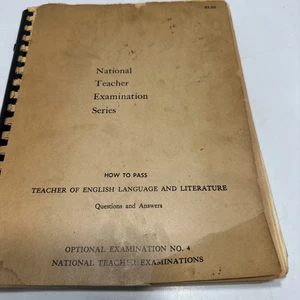 National
Teacher
Examination
Series
HOW TO PASS
TEACHER OF ENGLISH LANGUAGE AND LITERATURE
Questions and Answers
OPTIONAL EXAMINATION NO. 4
NATIONAL TEACHER EXAMINATIONS